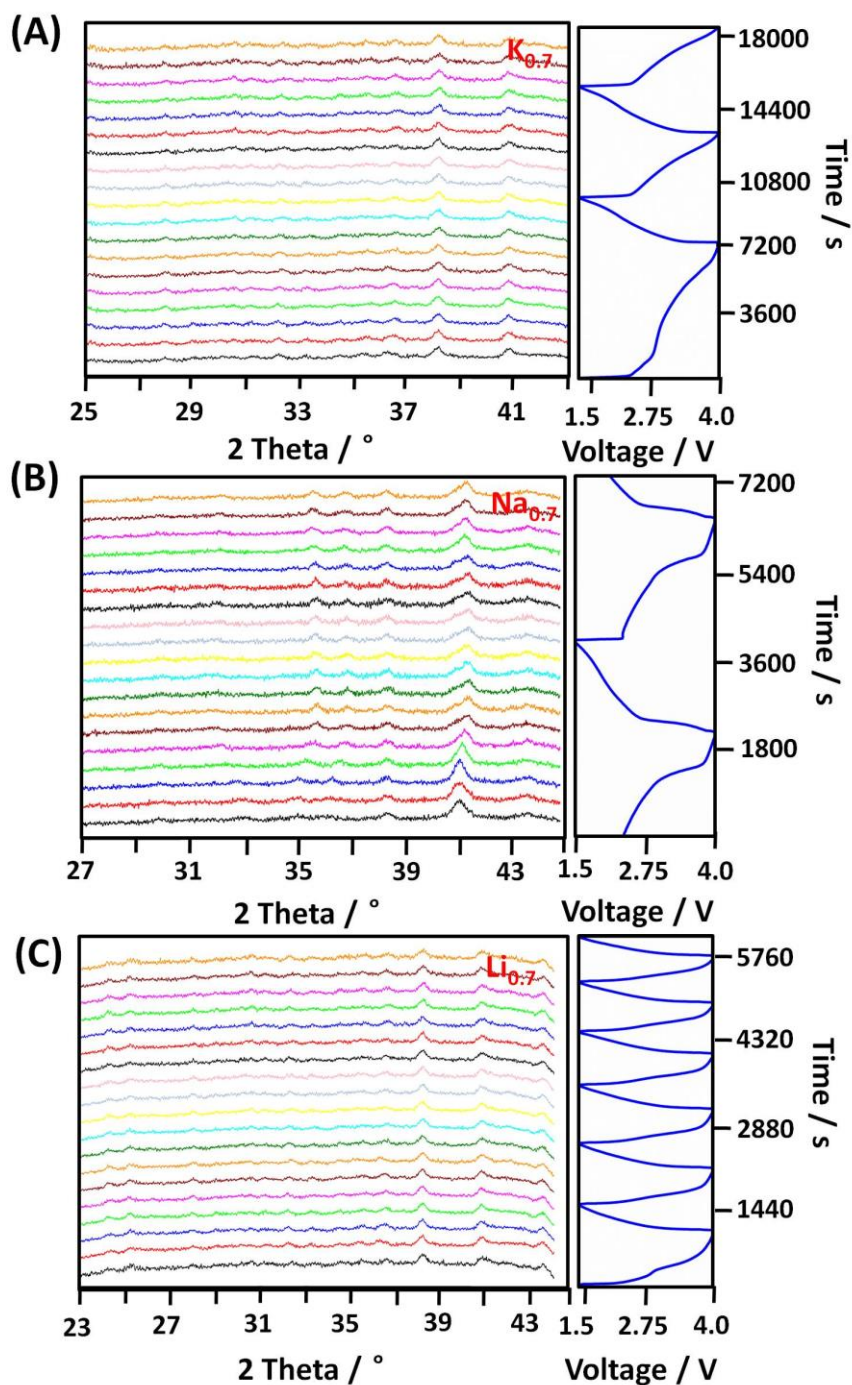 (A)
K0.7
18000
14400
10800
7200
3600
Time / s
25 29 33 37 41
1.5 2.75 4.0
2 Theta / °
Voltage / V
(B)
Na0.7
7200
5400
3600
1800
Time / s
27 31 35 39 43
1.5 2.75 4.0
2 Theta / °
Voltage / V
(C)
Li0.7
5760
4320
2880
1440
Time / s
23 27 31 35 39 43
1.5 2.75 4.0
2 Theta / °
Voltage / V